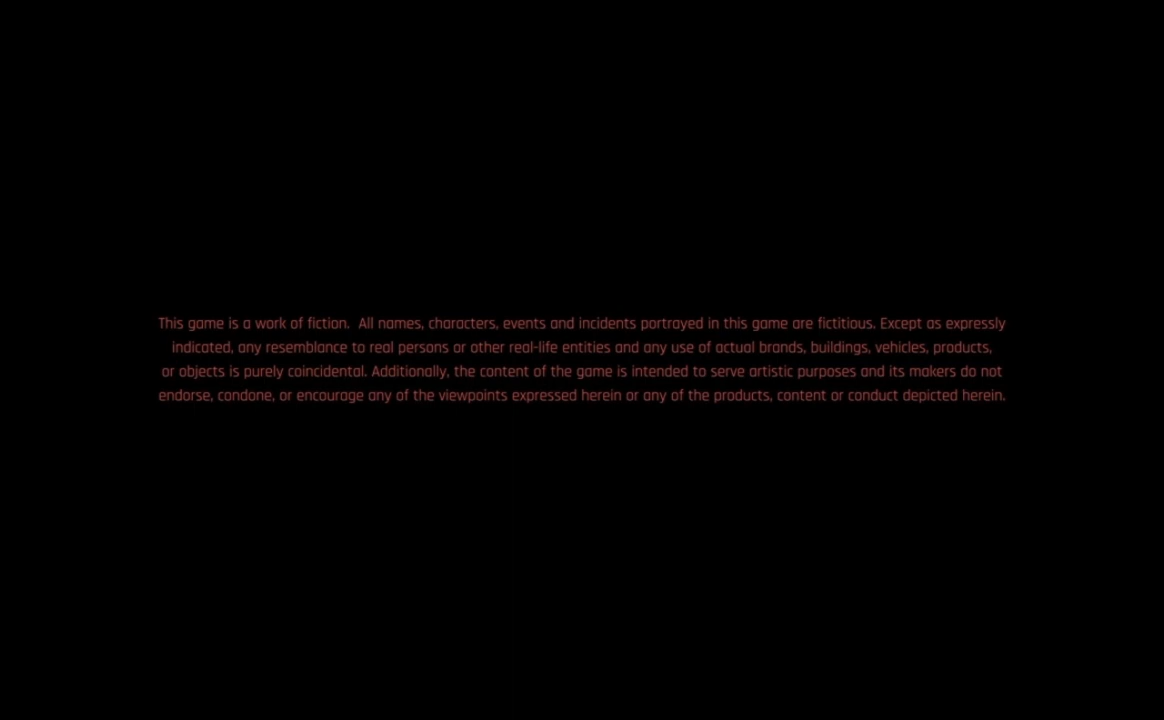 This game is a work of fiction.  All names, characters, events and incidents portrayed in this game are fictitious. Except as expressly
indicated, any resemblance to real persons or other real-life entities and any use of actual brands, buildings, vehicles, products,
or objects is purely coincidental. Additionally, the content of the game is intended to serve artistic purposes and its makers do not
endorse, condone, or encourage any of the viewpoints expressed herein or any of the products, content or conduct depicted herein.